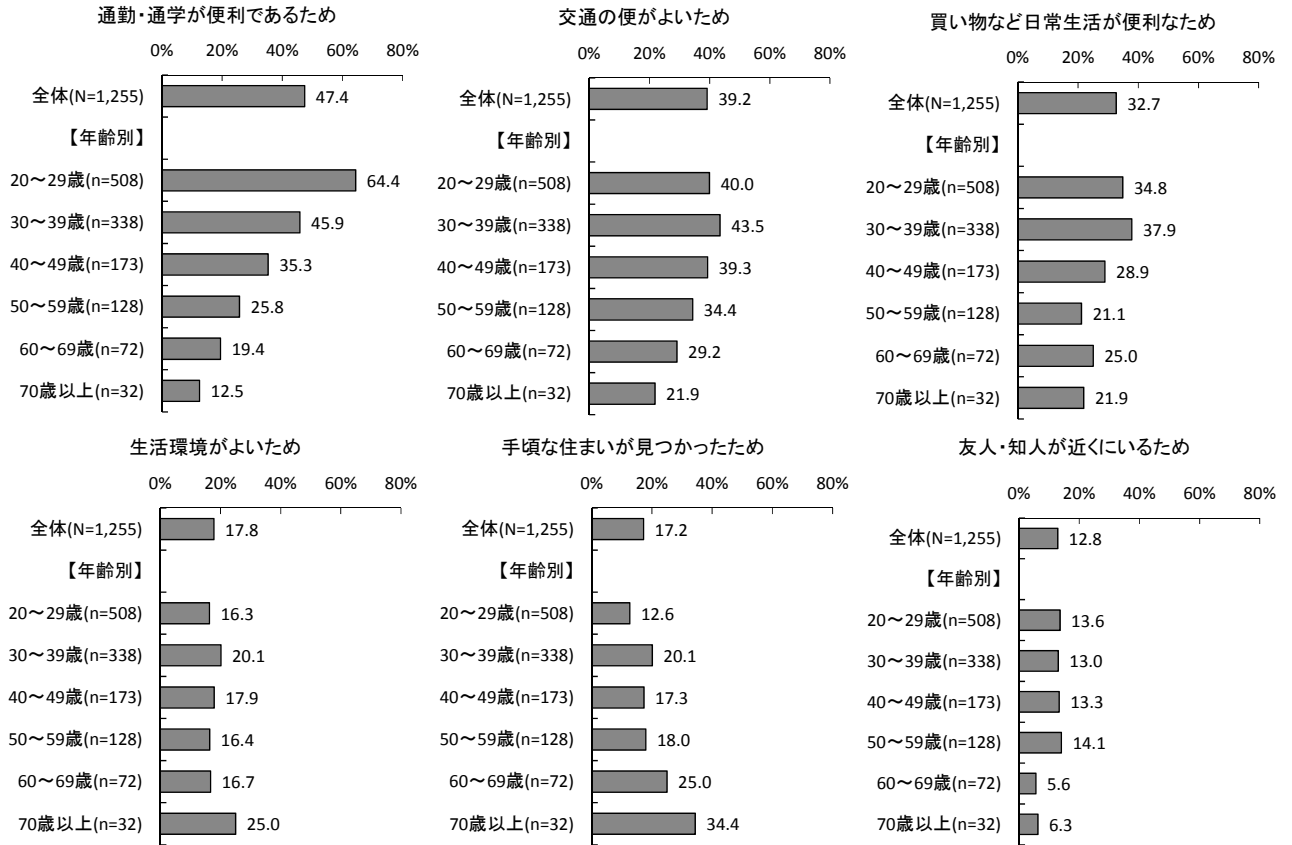 通勤・通学が便利であるため
0% 20% 40% 60% 80%
全体(N=1,255) 47.4
【年齢別】
20～29歳(n=508) 64.4
30～39歳(n=338) 45.9
40～49歳(n=173) 35.3
50～59歳(n=128) 25.8
60～69歳(n=72) 19.4
70歳以上(n=32) 12.5
交通の便がよいため
0% 20% 40% 60% 80%
全体(N=1,255) 39.2
【年齢別】
20～29歳(n=508) 40.0
30～39歳(n=338) 43.5
40～49歳(n=173) 39.3
50～59歳(n=128) 34.4
60～69歳(n=72) 29.2
70歳以上(n=32) 21.9
買い物など日常生活が便利なため
0% 20% 40% 60% 80%
全体(N=1,255) 32.7
【年齢別】
20～29歳(n=508) 34.8
30～39歳(n=338) 37.9
40～49歳(n=173) 28.9
50～59歳(n=128) 21.1
60～69歳(n=72) 25.0
70歳以上(n=32) 21.9
生活環境がよいため
0% 20% 40% 60% 80%
全体(N=1,255) 17.8
【年齢別】
20～29歳(n=508) 16.3
30～39歳(n=338) 20.1
40～49歳(n=173) 17.9
50～59歳(n=128) 16.4
60～69歳(n=72) 16.7
70歳以上(n=32) 25.0
手頃な住まいが見つかったため
0% 20% 40% 60% 80%
全体(N=1,255) 17.2
【年齢別】
20～29歳(n=508) 12.6
30～39歳(n=338) 20.1
40～49歳(n=173) 17.3
50～59歳(n=128) 18.0
60～69歳(n=72) 25.0
70歳以上(n=32) 34.4
友人・知人が近くにいるため
0% 20% 40% 60% 80%
全体(N=1,255) 12.8
【年齢別】
20～29歳(n=508) 13.6
30～39歳(n=338) 13.0
40～49歳(n=173) 13.3
50～59歳(n=128) 14.1
60～69歳(n=72) 5.6
70歳以上(n=32) 6.3